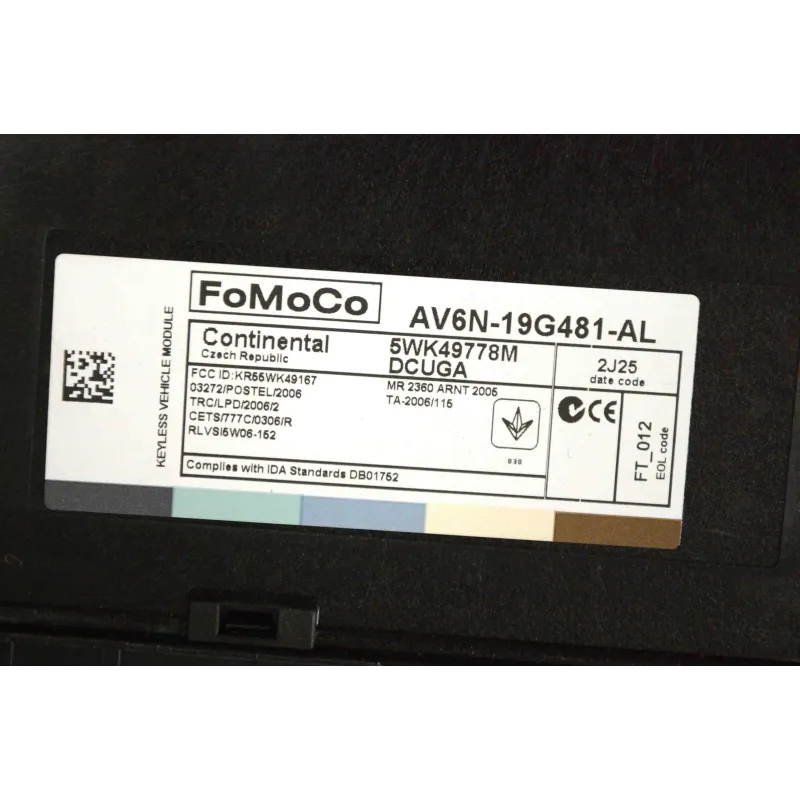 KEYLESS VEHICLE MODULE
FoMoCo
AV6N-19G481-AL
Continental
Czech Republic
5WK49778M
DCUGA
2J25
date code
FCC ID:KR55WK49167
03272/POSTEL/2006
TRC/LPD/2006/2
CETS/777C/0306/R
RLVSI5W06-152
MR 2360 ARNT 2005
TA-2006/115
030
CE
FT_012
EOL code
Complies with IDA Standards DB01752